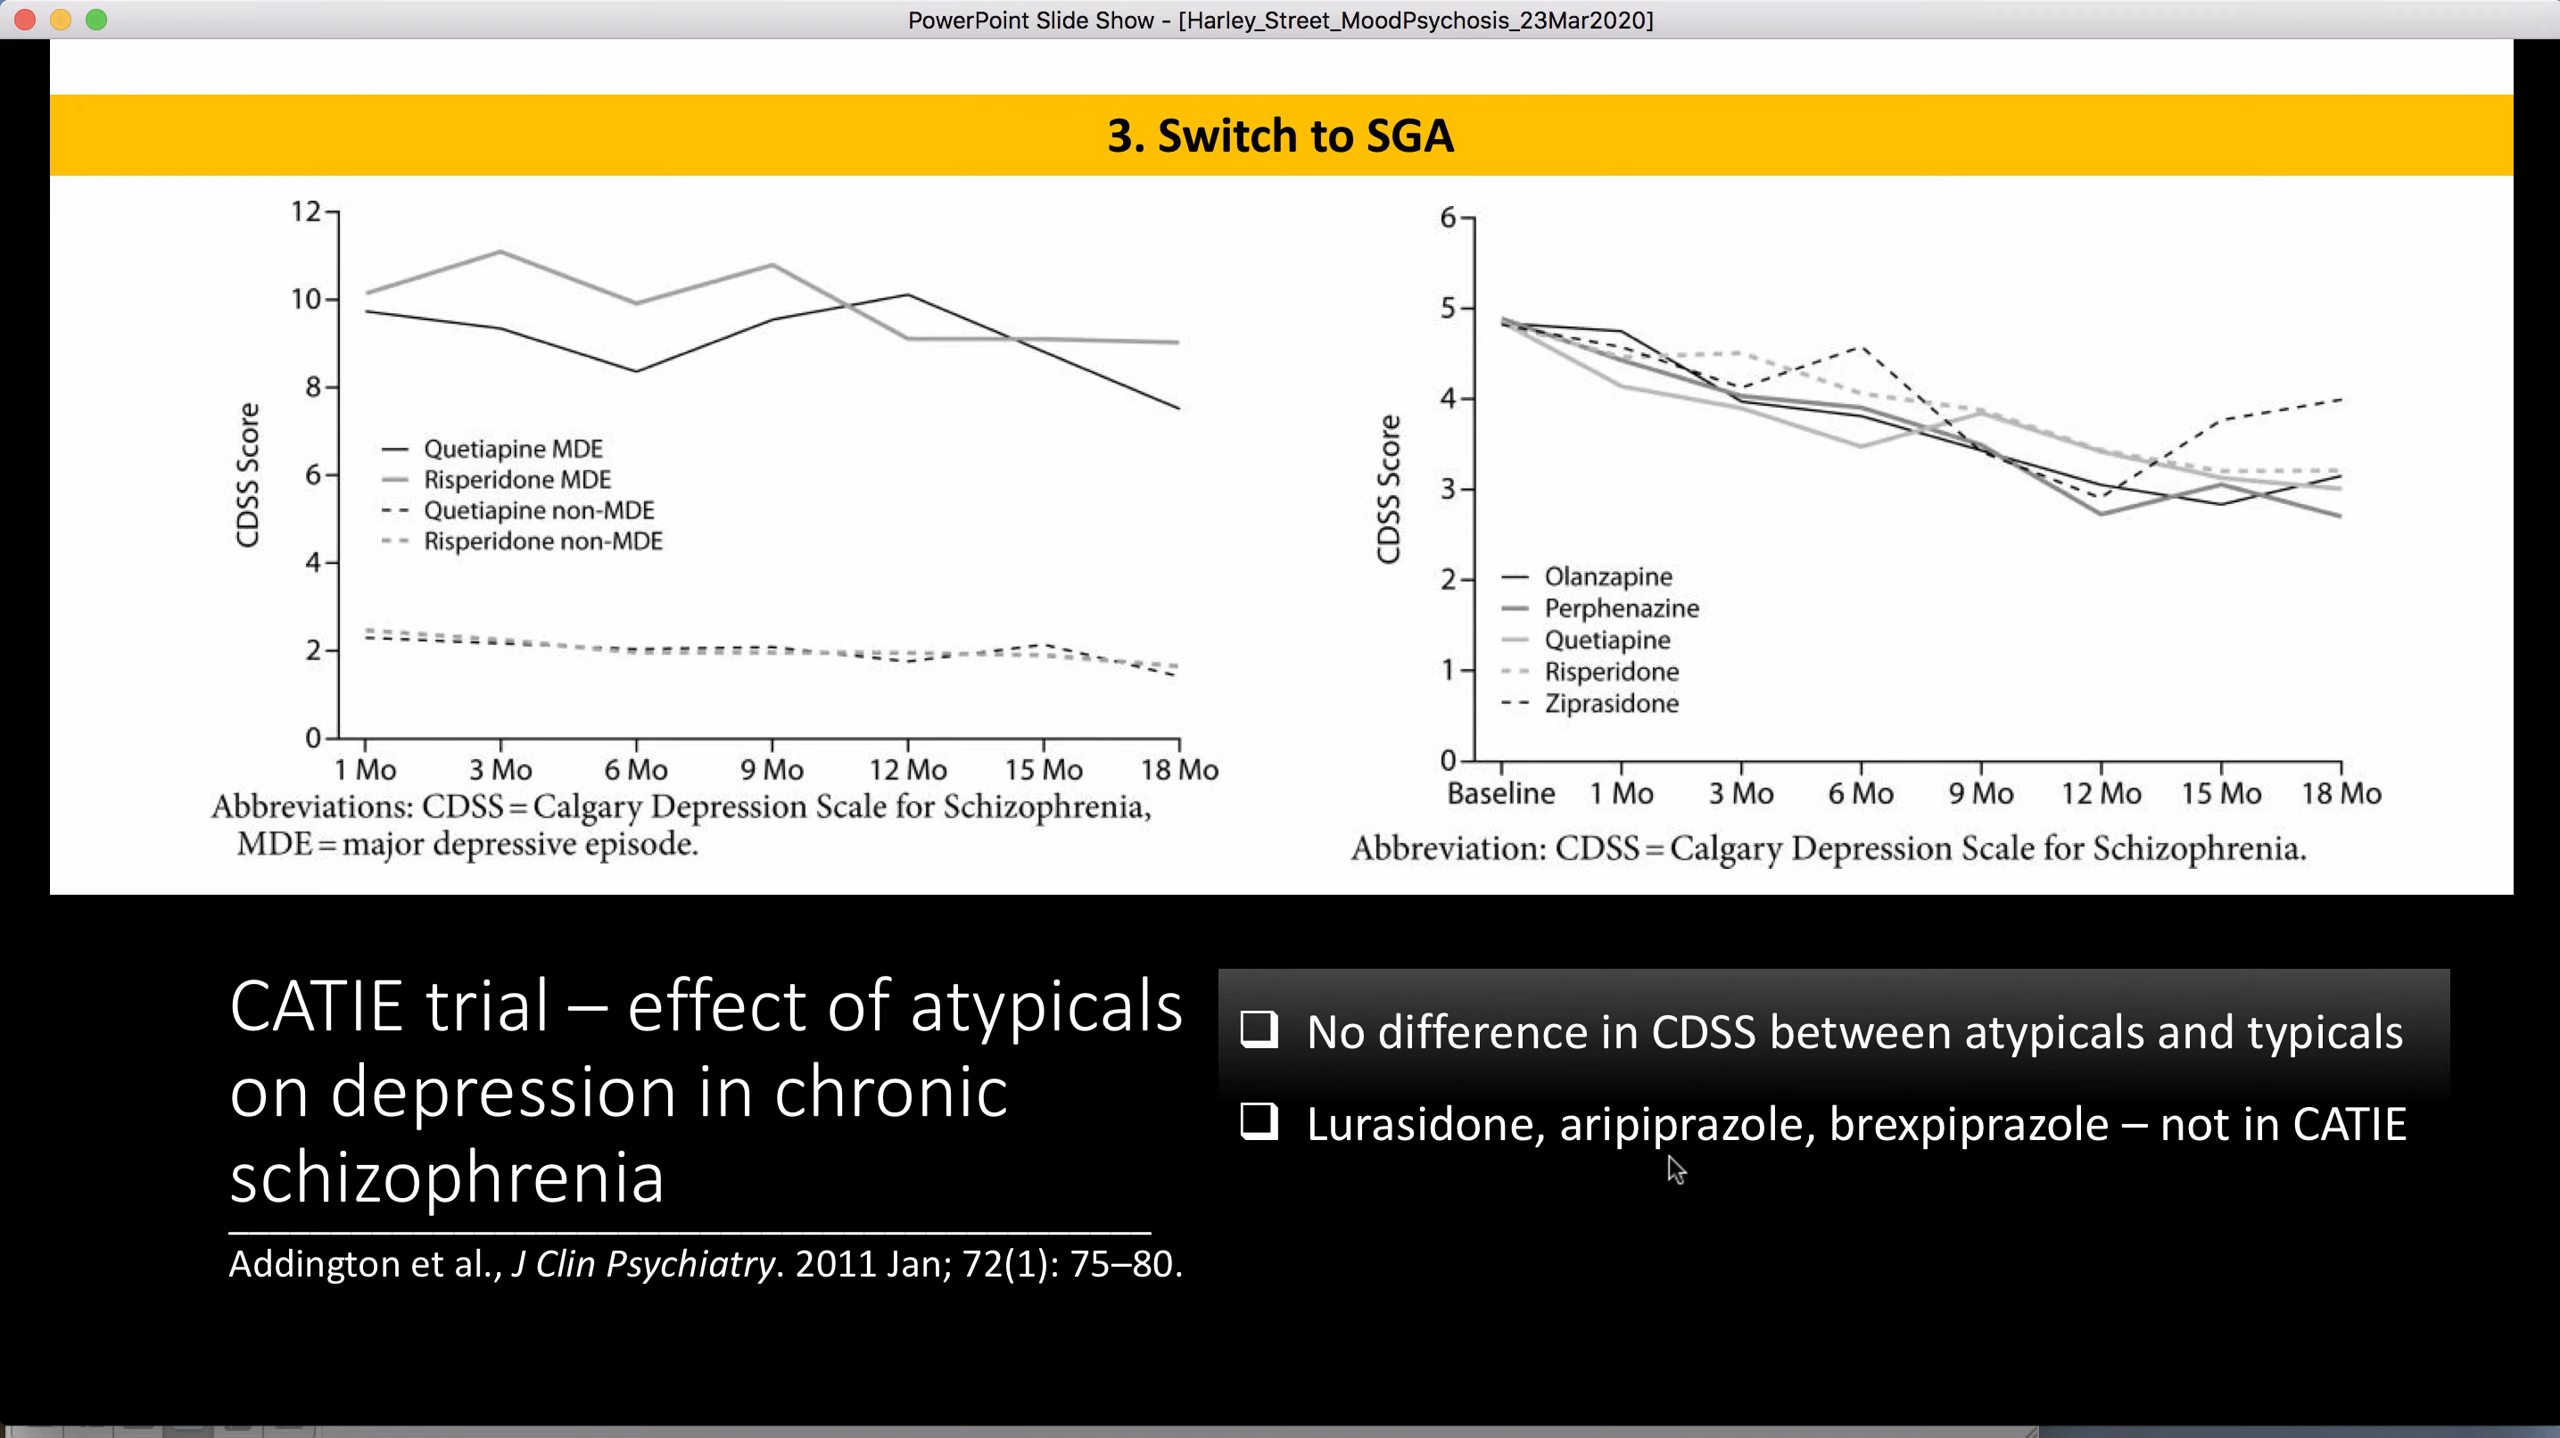 PowerPoint Slide Show - [Harley_Street_MoodPsychosis_23Mar2020]
3. Switch to SGA
12
10
8
6
4
2
0
CDSS Score
Quetiapine MDE
Risperidone MDE
Quetiapine non-MDE
Risperidone non-MDE
1 Mo 3 Mo 6 Mo 9 Mo 12 Mo 15 Mo 18 Mo
Abbreviations: CDSS = Calgary Depression Scale for Schizophrenia,
MDE = major depressive episode.
6
5
4
3
2
1
0
CDSS Score
Olanzapine
Perphenazine
Quetiapine
Risperidone
Ziprasidone
Baseline 1 Mo 3 Mo 6 Mo 9 Mo 12 Mo 15 Mo 18 Mo
Abbreviation: CDSS = Calgary Depression Scale for Schizophrenia.
CATIE trial – effect of atypicals
on depression in chronic
schizophrenia
Addington et al., J Clin Psychiatry. 2011 Jan; 72(1): 75–80.
❑ No difference in CDSS between atypicals and typicals
❑ Lurasidone, aripiprazole, brexpiprazole – not in CATIE